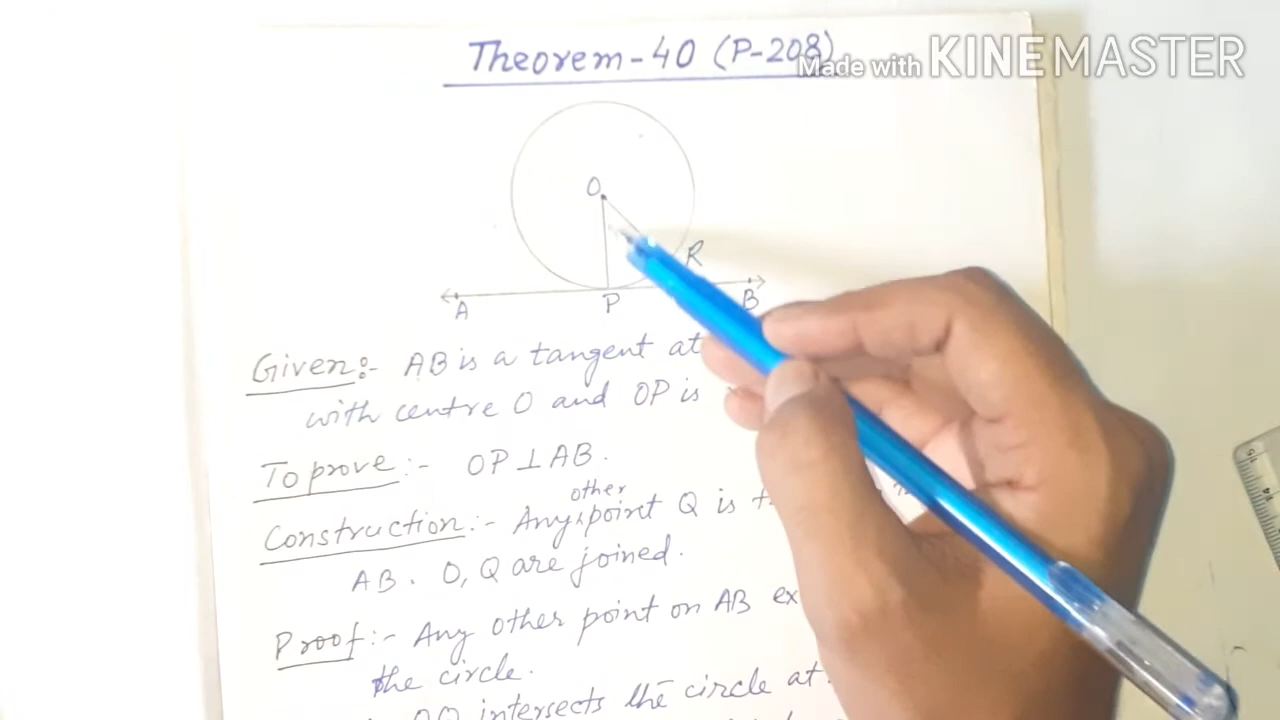 Theorem-40 (P-208)
Made with KINEMASTER
O
R
A
P
B
Given:- AB is a tangent at
with centre O and OP is
To prove:- OP⊥AB.
other
Construction:- Any point Q is
AB. O, Q are joined.
Proof:- Any other point on AB
the circle.
OQ intersects the circle at